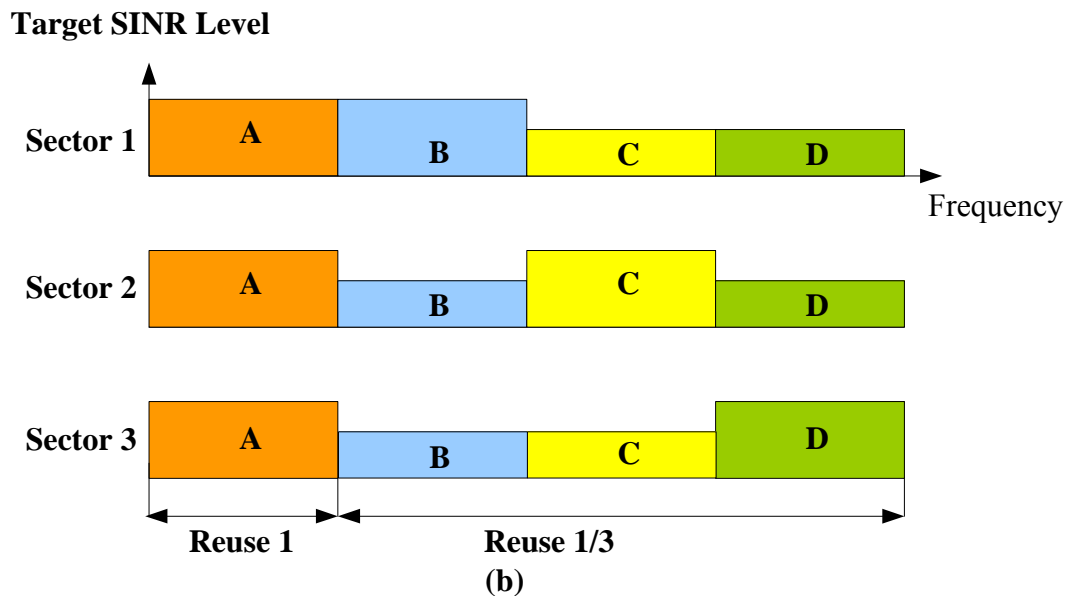 Target SINR Level
Sector 1
A
B
C
D
Frequency
Sector 2
A
B
C
D
Sector 3
A
B
C
D
Reuse 1
Reuse 1/3
(b)